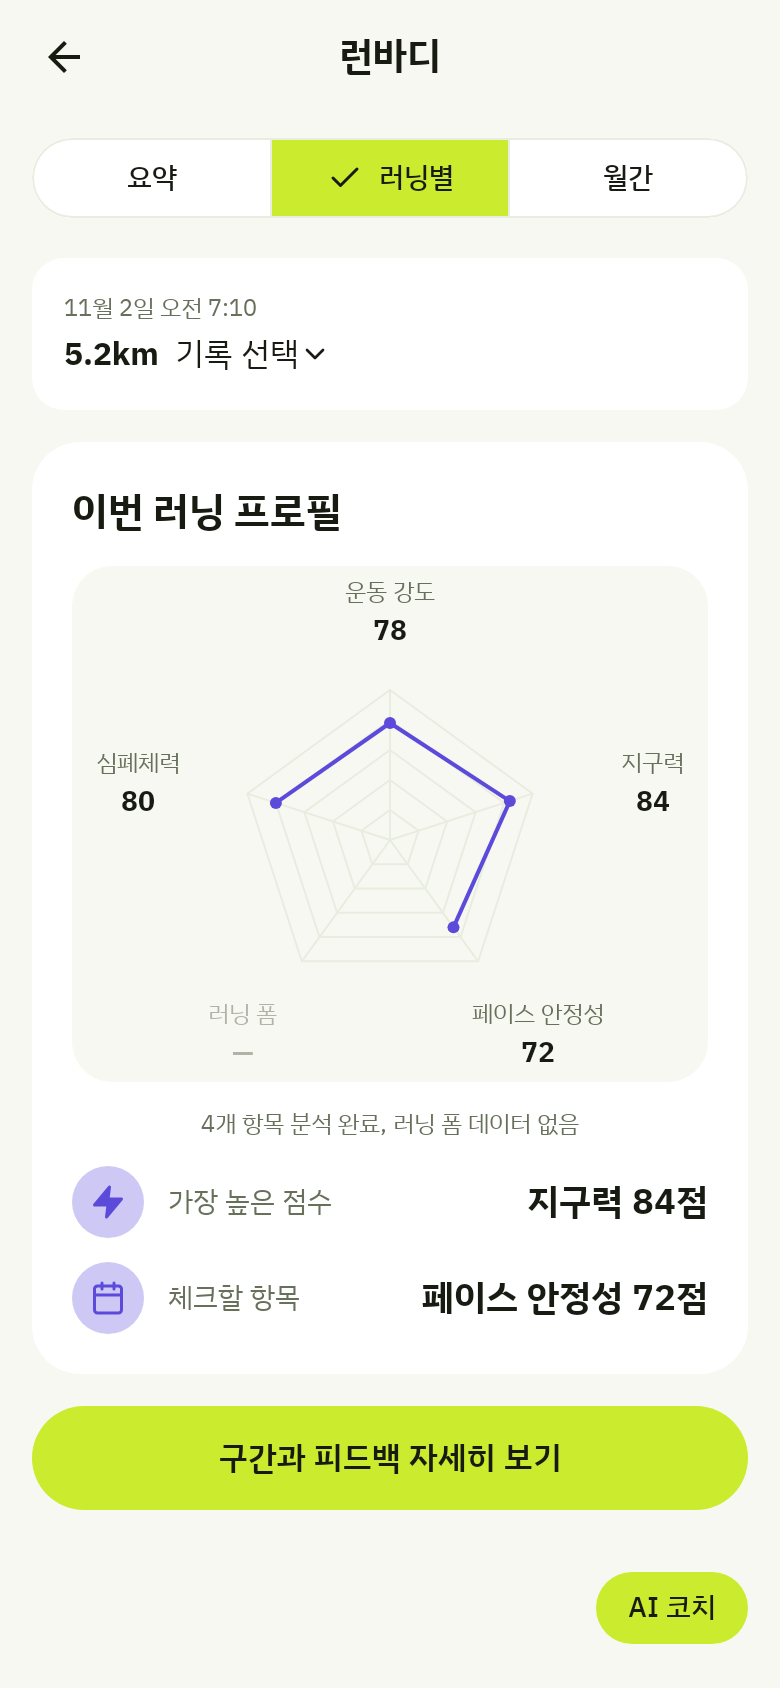 런바디
요약
러닝별
월간
11월 2일 오전 7:10
5.2km 기록 선택
이번 러닝 프로필
운동 강도
78
심폐체력
80
지구력
84
러닝 폼
—
페이스 안정성
72
4개 항목 분석 완료, 러닝 폼 데이터 없음
가장 높은 점수
지구력 84점
체크할 항목
페이스 안정성 72점
구간과 피드백 자세히 보기
AI 코치